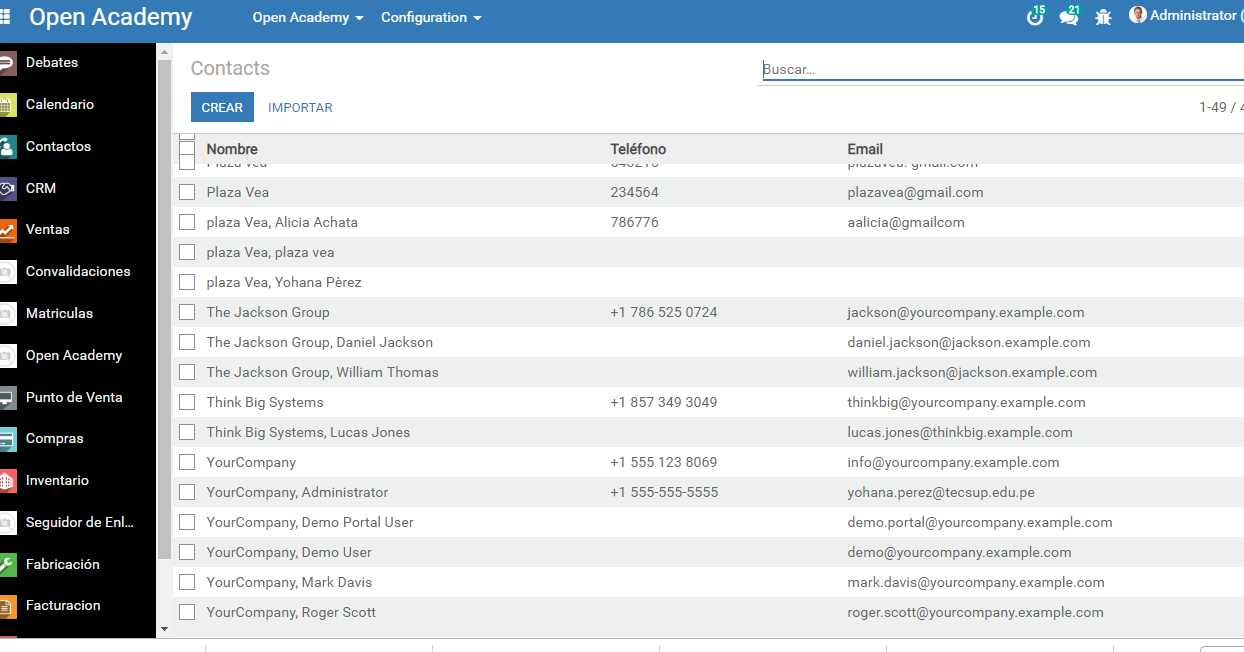 Open Academy Open Academy Configuration 15 21 Administrator (
Debates
Calendario
Contactos
CRM
Ventas
Convalidaciones
Matriculas
Open Academy
Punto de Venta
Compras
Inventario
Seguidor de Enl...
Fabricación
Facturacion
Contacts Buscar...
CREAR IMPORTAR 1-49 / 4
Nombre Teléfono Email
Plaza Vea 234564 plazavea@gmail.com
plaza Vea, Alicia Achata 786776 aalicia@gmailcom
plaza Vea, plaza vea
plaza Vea, Yohana Pèrez
The Jackson Group +1 786 525 0724 jackson@yourcompany.example.com
The Jackson Group, Daniel Jackson daniel.jackson@jackson.example.com
The Jackson Group, William Thomas william.jackson@jackson.example.com
Think Big Systems +1 857 349 3049 thinkbig@yourcompany.example.com
Think Big Systems, Lucas Jones lucas.jones@thinkbig.example.com
YourCompany +1 555 123 8069 info@yourcompany.example.com
YourCompany, Administrator +1 555-555-5555 yohana.perez@tecsup.edu.pe
YourCompany, Demo Portal User demo.portal@yourcompany.example.com
YourCompany, Demo User demo@yourcompany.example.com
YourCompany, Mark Davis mark.davis@yourcompany.example.com
YourCompany, Roger Scott roger.scott@yourcompany.example.com